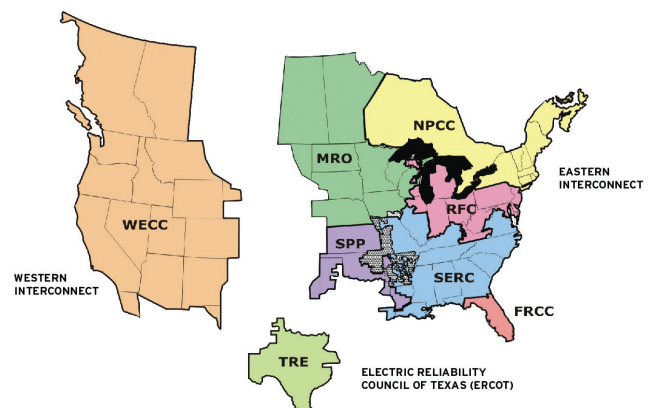 NPCC
MRO
EASTERN
INTERCONNECT
RFC
WECC
SPP
WESTERN
INTERCONNECT
SERC
FRCC
TRE
ELECTRIC RELIABILITY
COUNCIL OF TEXAS (ERCOT)